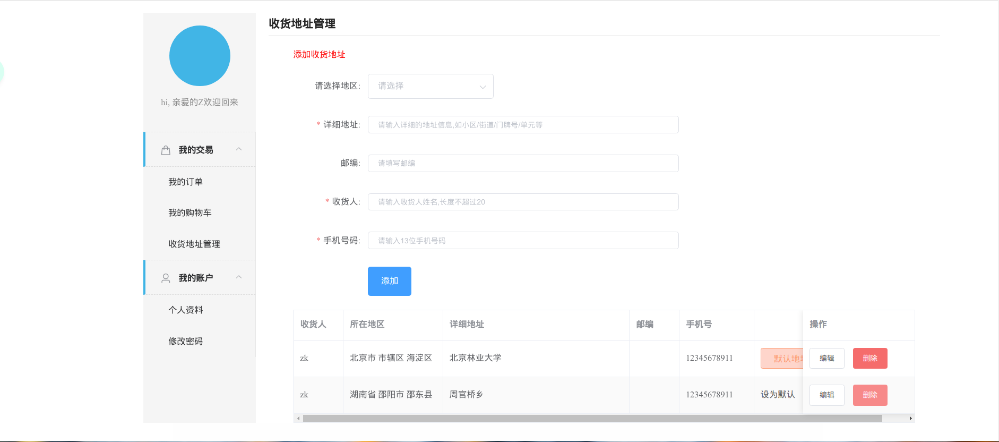 hi, 亲爱的Z欢迎回来
我的交易
我的订单
我的购物车
收货地址管理
我的账户
个人资料
修改密码
收货地址管理
添加收货地址
请选择地区: 请选择
* 详细地址: 请输入详细的地址信息,如小区/街道/门牌号/单元等
邮编: 请填写邮编
* 收货人: 请输入收货人姓名,长度不超过20
* 手机号码: 请输入13位手机号码
添加
收货人 所在地区 详细地址 邮编 手机号 操作
zk 北京市 市辖区 海淀区 北京林业大学 12345678911 默认地 编辑 删除
zk 湖南省 邵阳市 邵东县 周官桥乡 12345678911 设为默认 编辑 删除